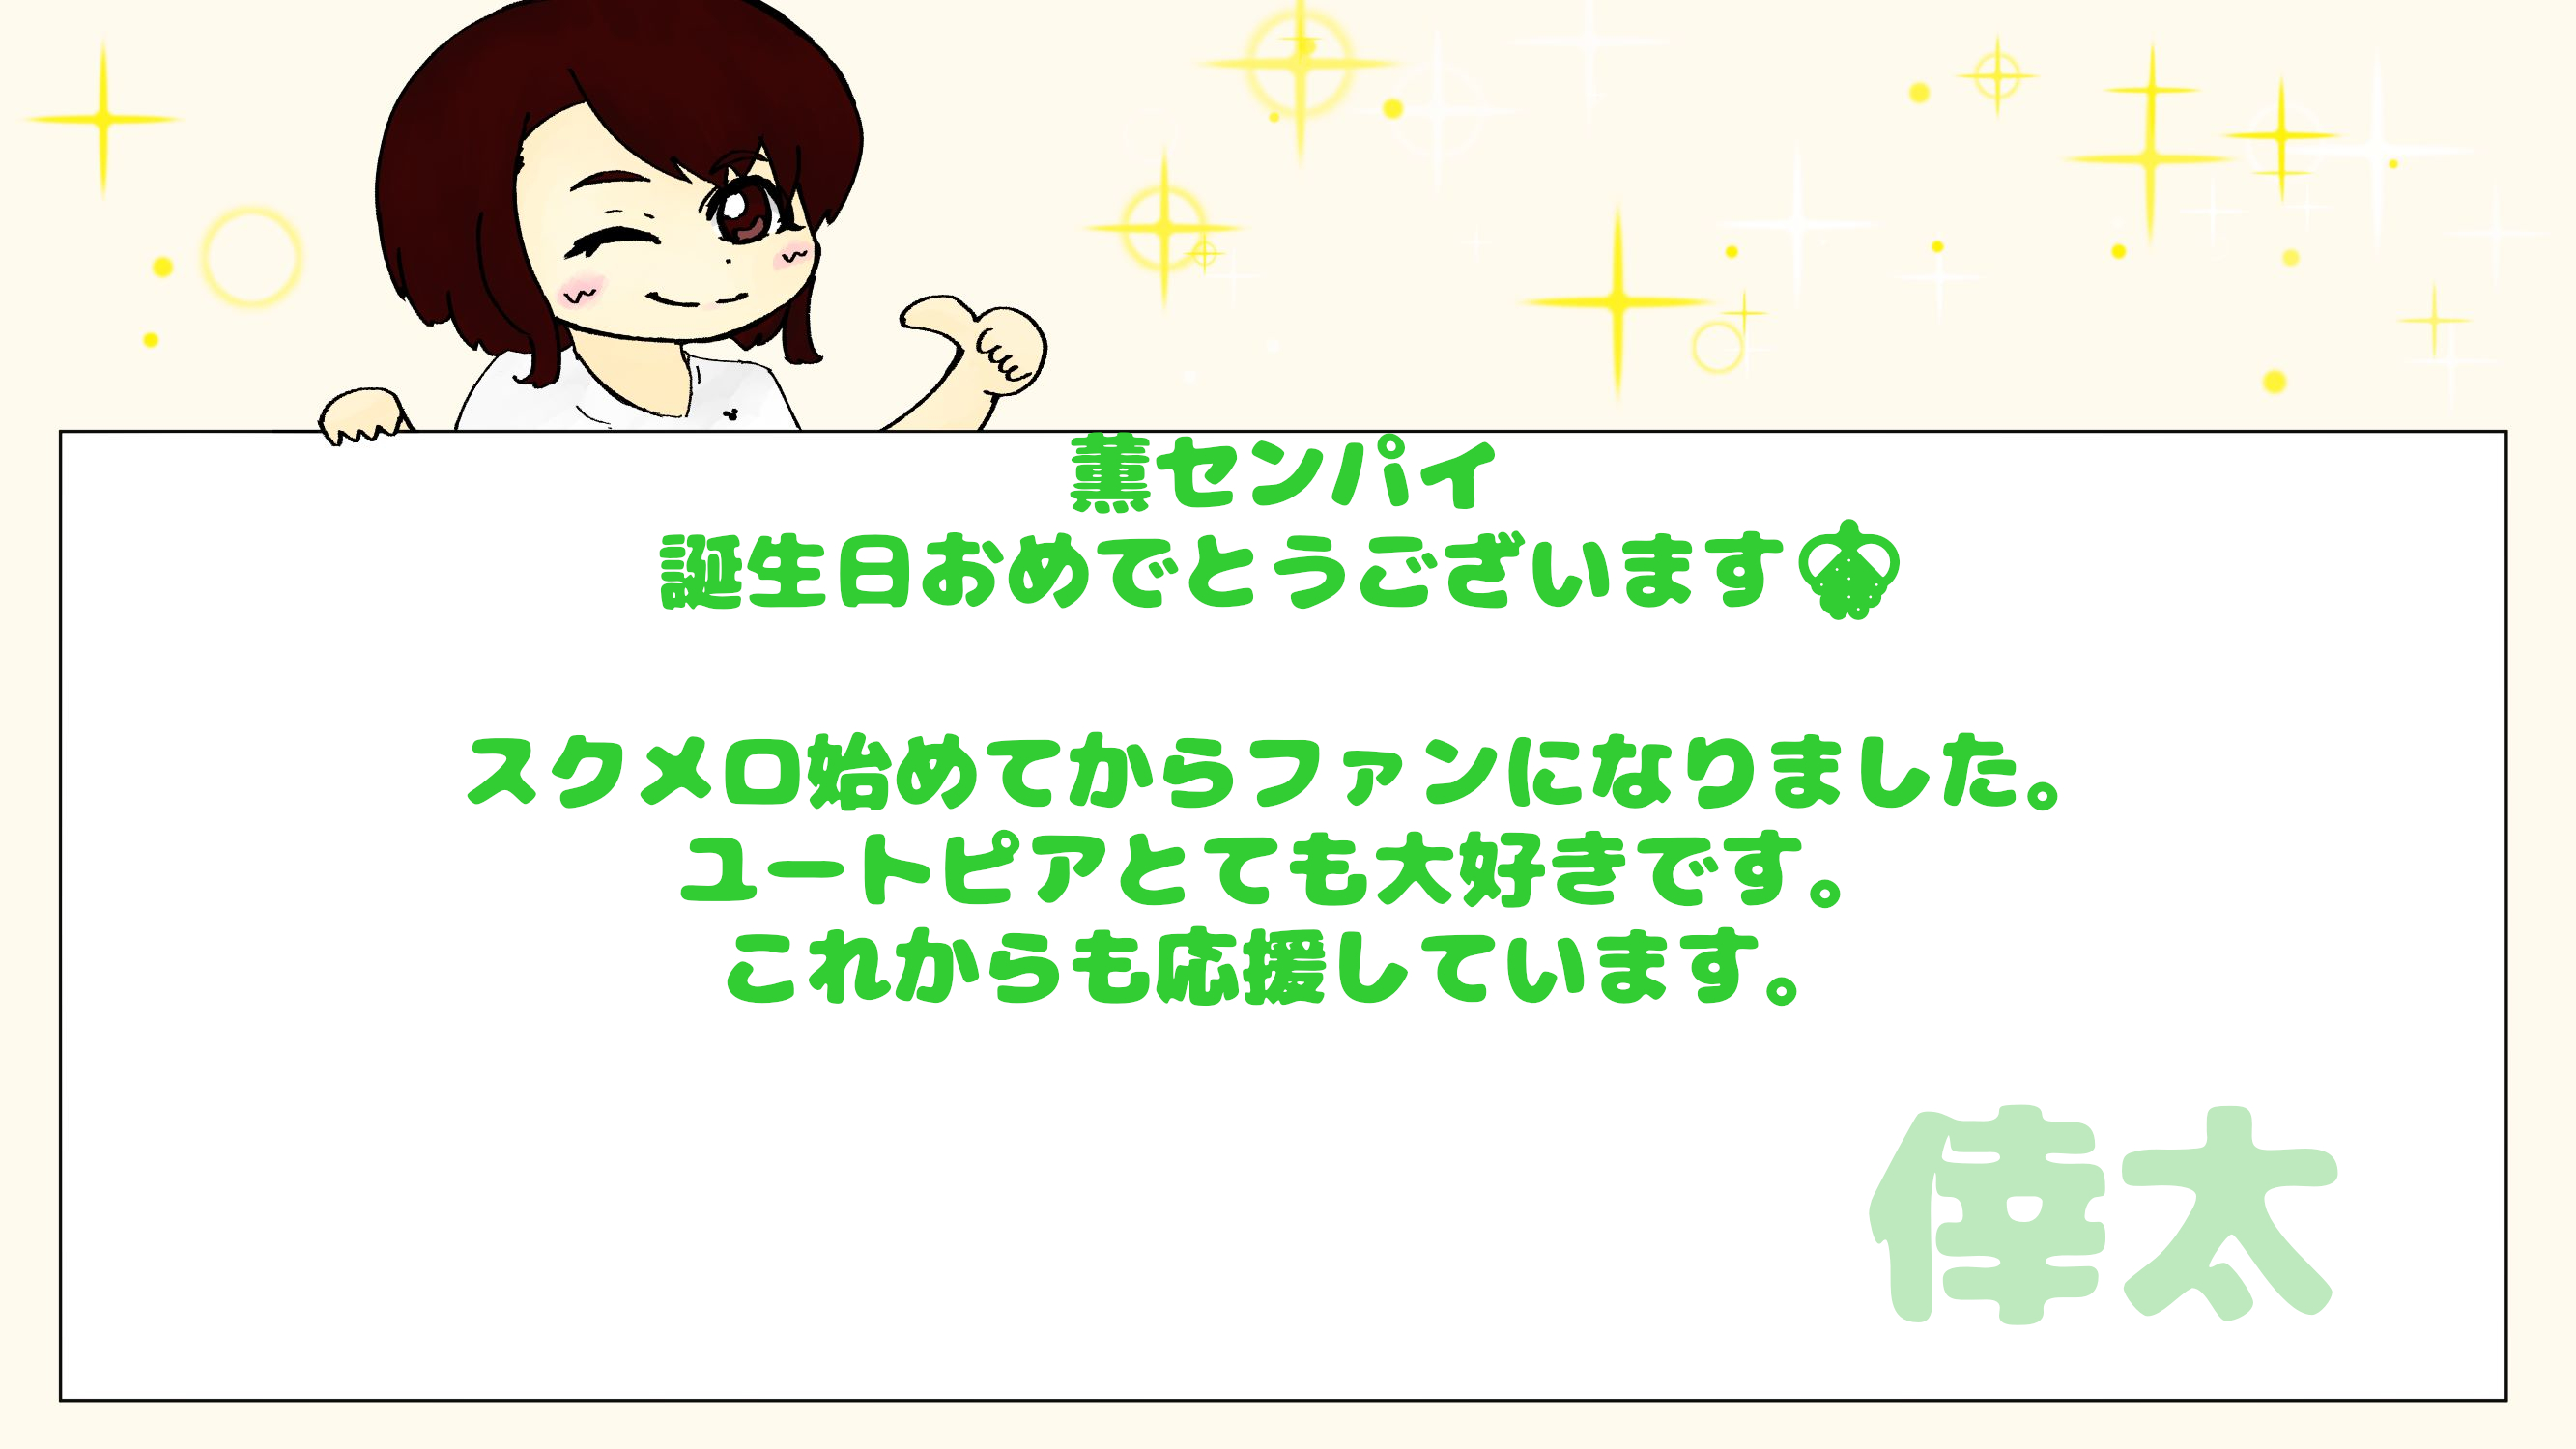 薫センパイ
誕生日おめでとうございます
スクメロ始めてからファンになりました。
ユートピアとても大好きです。
これからも応援しています。
倖太